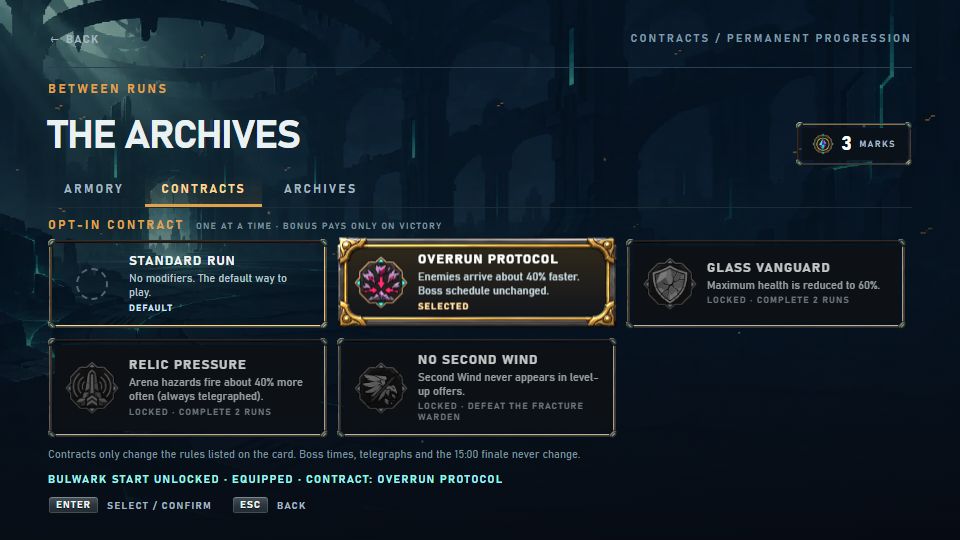 ← BACK
CONTRACTS / PERMANENT PROGRESSION
BETWEEN RUNS
THE ARCHIVES
3 MARKS
ARMORY
CONTRACTS
ARCHIVES
OPT-IN CONTRACT
ONE AT A TIME · BONUS PAYS ONLY ON VICTORY
STANDARD RUN
No modifiers. The default way to
play.
DEFAULT
OVERRUN PROTOCOL
Enemies arrive about 40% faster.
Boss schedule unchanged.
SELECTED
GLASS VANGUARD
Maximum health is reduced to 60%.
LOCKED · COMPLETE 2 RUNS
RELIC PRESSURE
Arena hazards fire about 40% more
often (always telegraphed).
LOCKED · COMPLETE 2 RUNS
NO SECOND WIND
Second Wind never appears in level-
up offers.
LOCKED · DEFEAT THE FRACTURE
WARDEN
Contracts only change the rules listed on the card. Boss times, telegraphs and the 15:00 finale never change.
BULWARK START UNLOCKED · EQUIPPED · CONTRACT: OVERRUN PROTOCOL
ENTER SELECT / CONFIRM ESC BACK